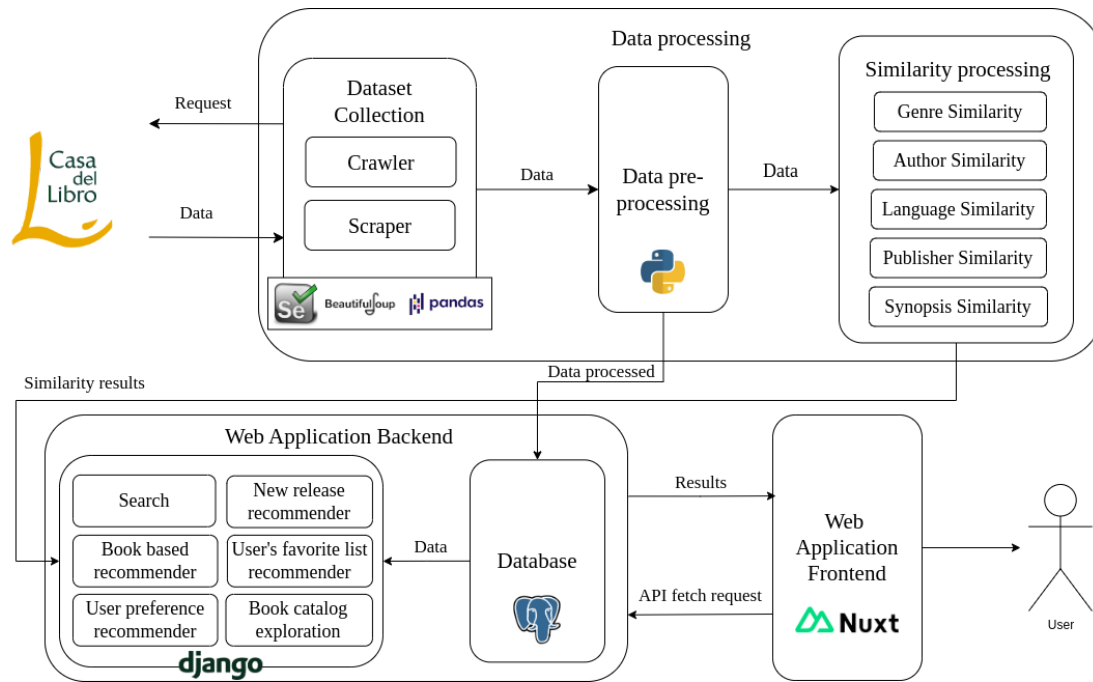 Data processing
Dataset
Collection
Crawler
Scraper
Se
BeautifulSoup
pandas
Request
Data
Casa
del
Libro
Data
Data pre-
processing
Data
Similarity processing
Genre Similarity
Author Similarity
Language Similarity
Publisher Similarity
Synopsis Similarity
Data processed
Similarity results
Web Application Backend
Search
New release
recommender
Book based
recommender
User's favorite list
recommender
User preference
recommender
Book catalog
exploration
django
Data
Database
Results
API fetch request
Web
Application
Frontend
Nuxt
User